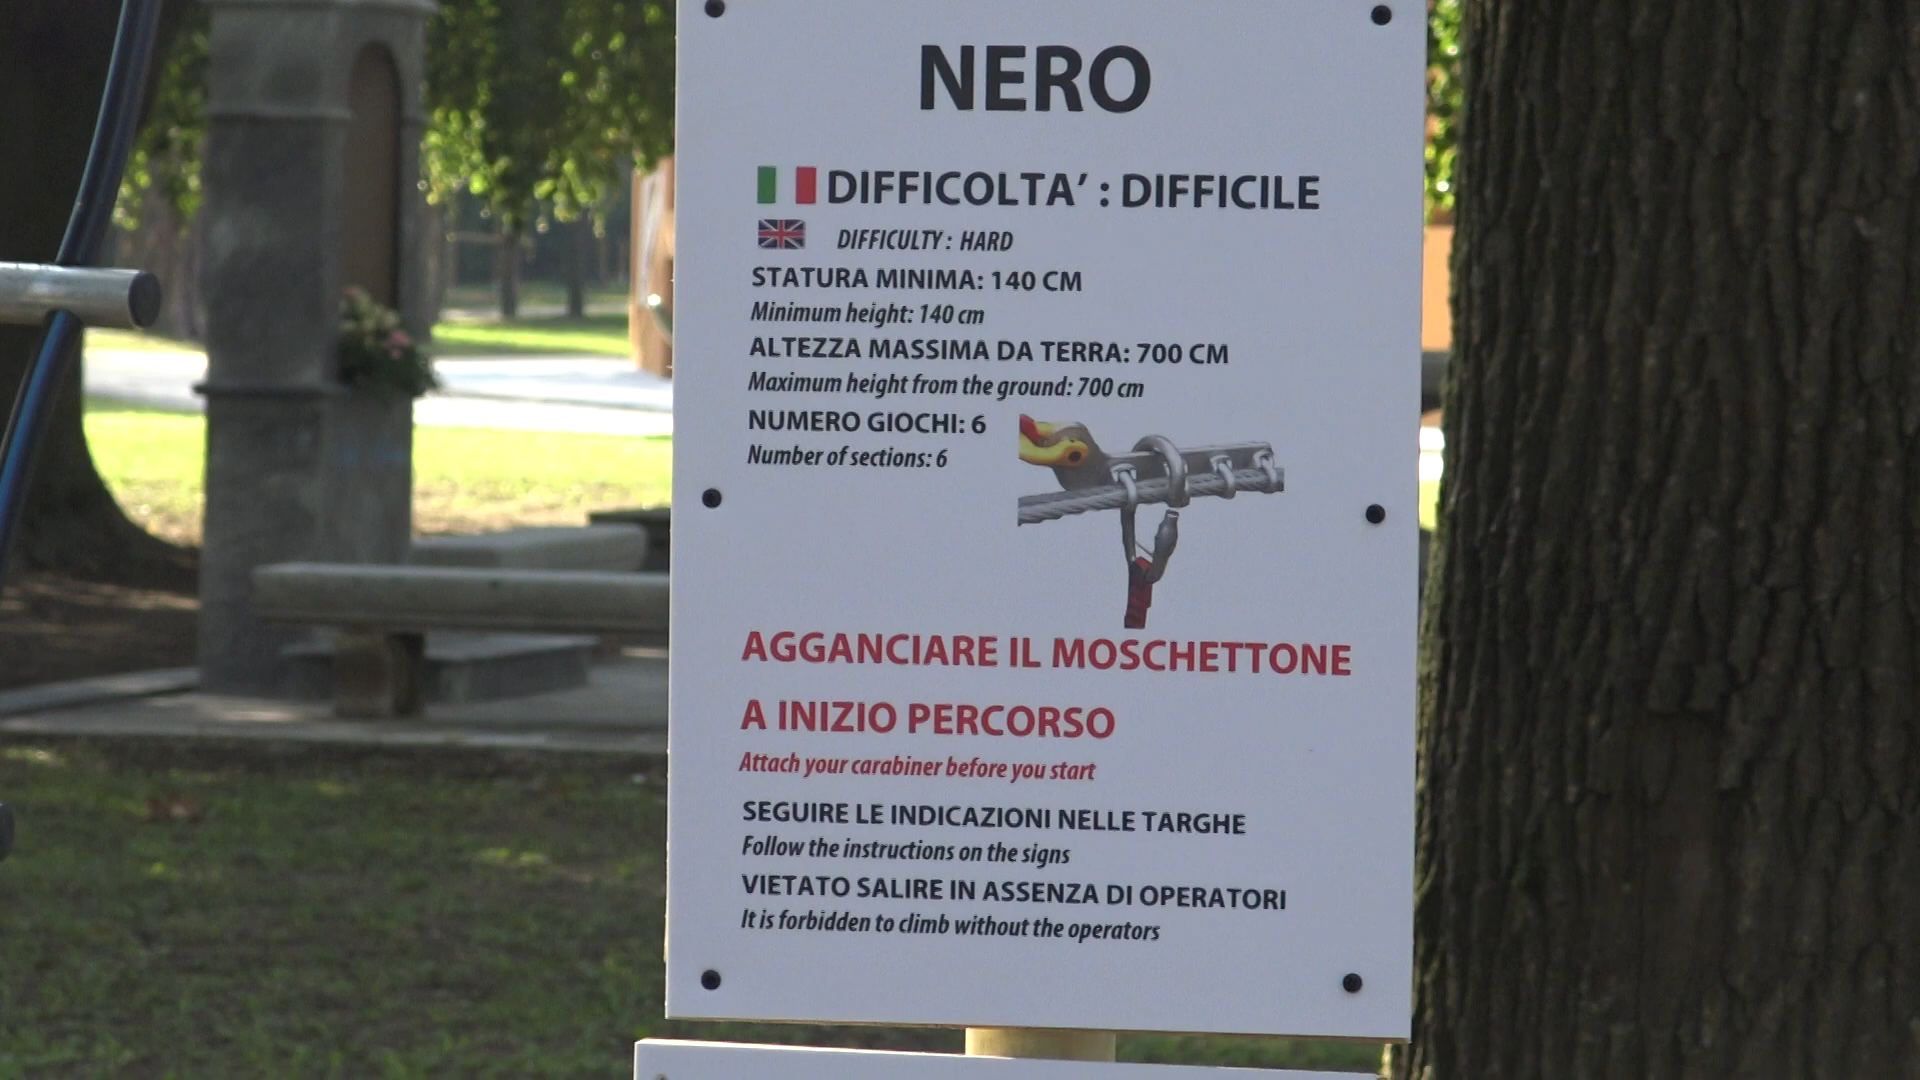 NERO
DIFFICOLTA’ : DIFFICILE
DIFFICULTY : HARD
STATURA MINIMA: 140 CM
Minimum height: 140 cm
ALTEZZA MASSIMA DA TERRA: 700 CM
Maximum height from the ground: 700 cm
NUMERO GIOCHI: 6
Number of sections: 6
AGGANCIARE IL MOSCHETTONE
A INIZIO PERCORSO
Attach your carabiner before you start
SEGUIRE LE INDICAZIONI NELLE TARGHE
Follow the instructions on the signs
VIETATO SALIRE IN ASSENZA DI OPERATORI
It is forbidden to climb without the operators